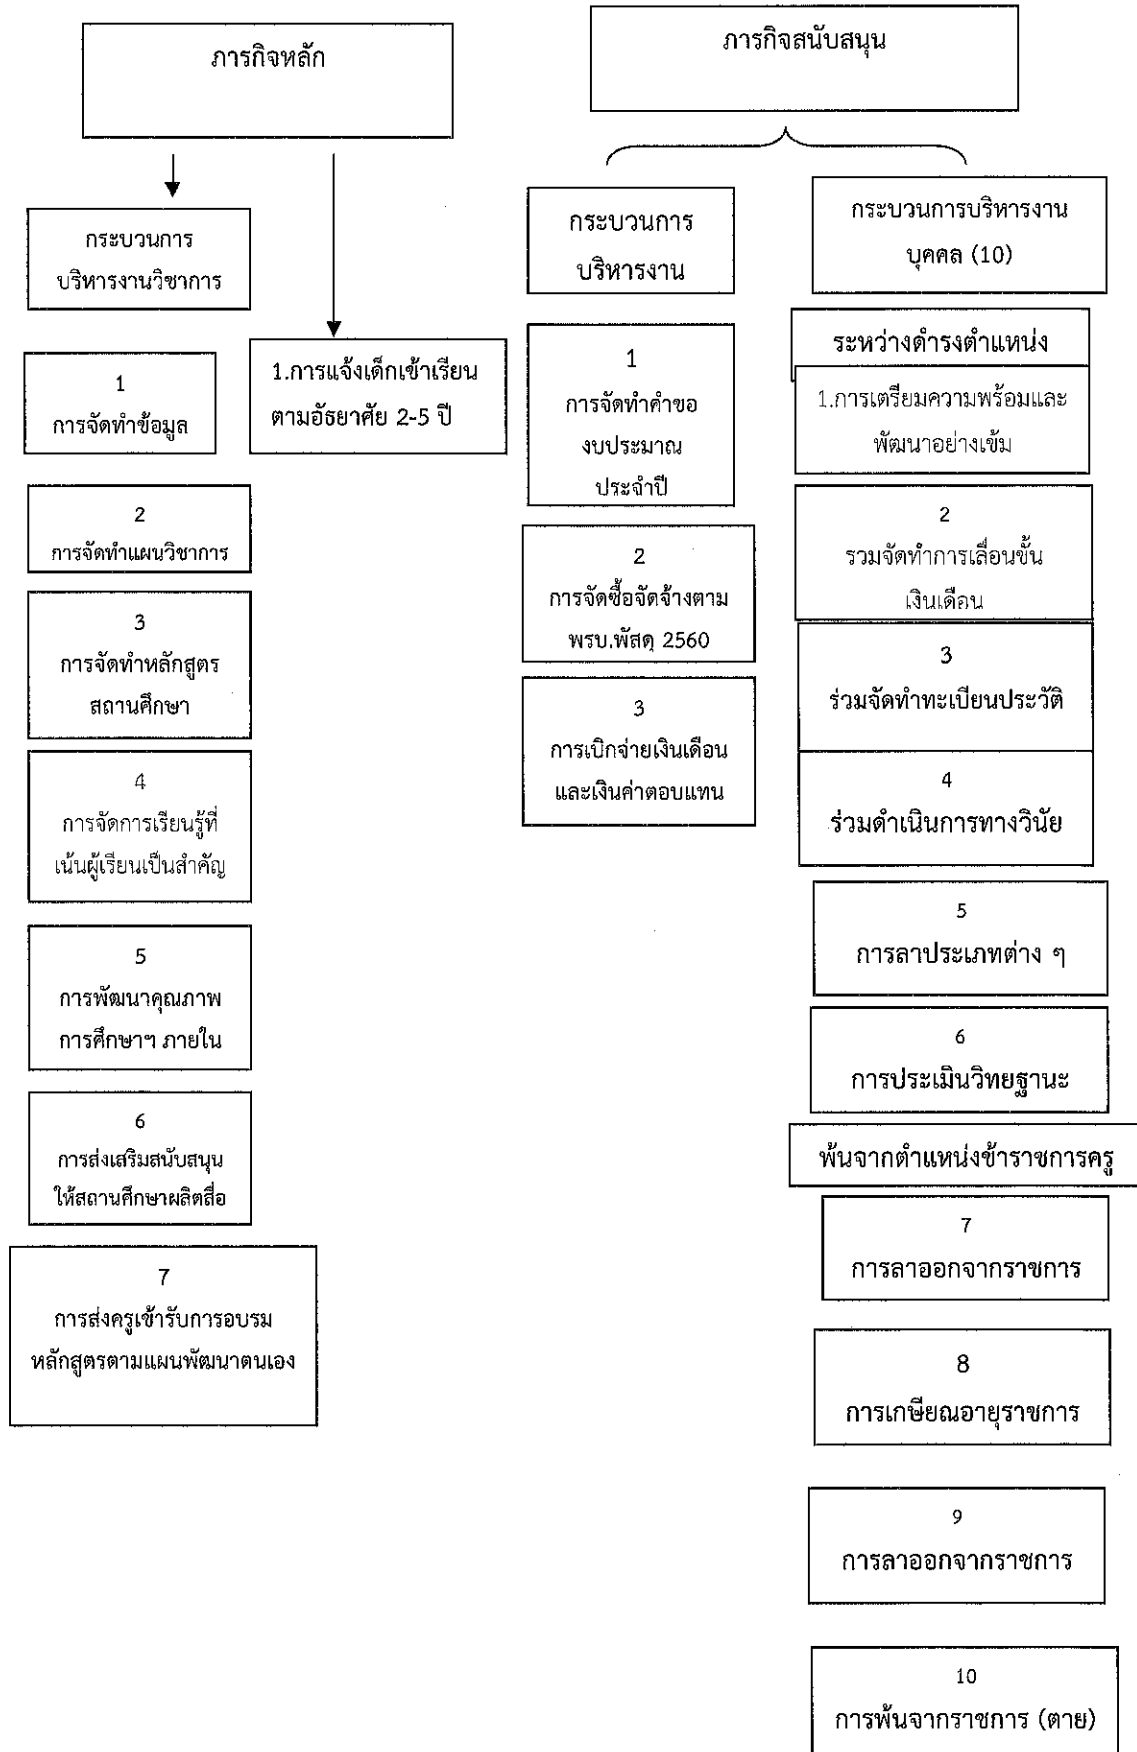 ภารกิจหลัก
กระบวนการ
บริหารงานวิชาการ
1
การจัดทำข้อมูล
2
การจัดทำแผนวิชาการ
3
การจัดทำหลักสูตร
สถานศึกษา
4
การจัดการเรียนรู้ที่
เน้นผู้เรียนเป็นสำคัญ
5
การพัฒนาคุณภาพ
การศึกษาฯ ภายใน
6
การส่งเสริมสนับสนุน
ให้สถานศึกษาผลิตสื่อ
7
การส่งครูเข้ารับการอบรม
หลักสูตรตามแผนพัฒนาตนเอง
1.การแจ้งเด็กเข้าเรียน
ตามอัธยาศัย 2-5 ปี
ภารกิจสนับสนุน
กระบวนการ
บริหารงาน
1
การจัดทำคำขอ
งบประมาณ
ประจำปี
2
การจัดซื้อจัดจ้างตาม
พรบ.พัสดุ 2560
3
การเบิกจ่ายเงินเดือน
และเงินค่าตอบแทน
กระบวนการบริหารงาน
บุคคล (10)
ระหว่างดำรงตำแหน่ง
1.การเตรียมความพร้อมและ
พัฒนาอย่างเข้ม
2
รวมจัดทำการเลื่อนขั้น
เงินเดือน
3
ร่วมจัดทำทะเบียนประวัติ
4
ร่วมดำเนินการทางวินัย
5
การลาประเภทต่าง ๆ
6
การประเมินวิทยฐานะ
พ้นจากตำแหน่งข้าราชการครู
7
การลาออกจากราชการ
8
การเกษียณอายุราชการ
9
การลาออกจากราชการ
10
การพ้นจากราชการ (ตาย)